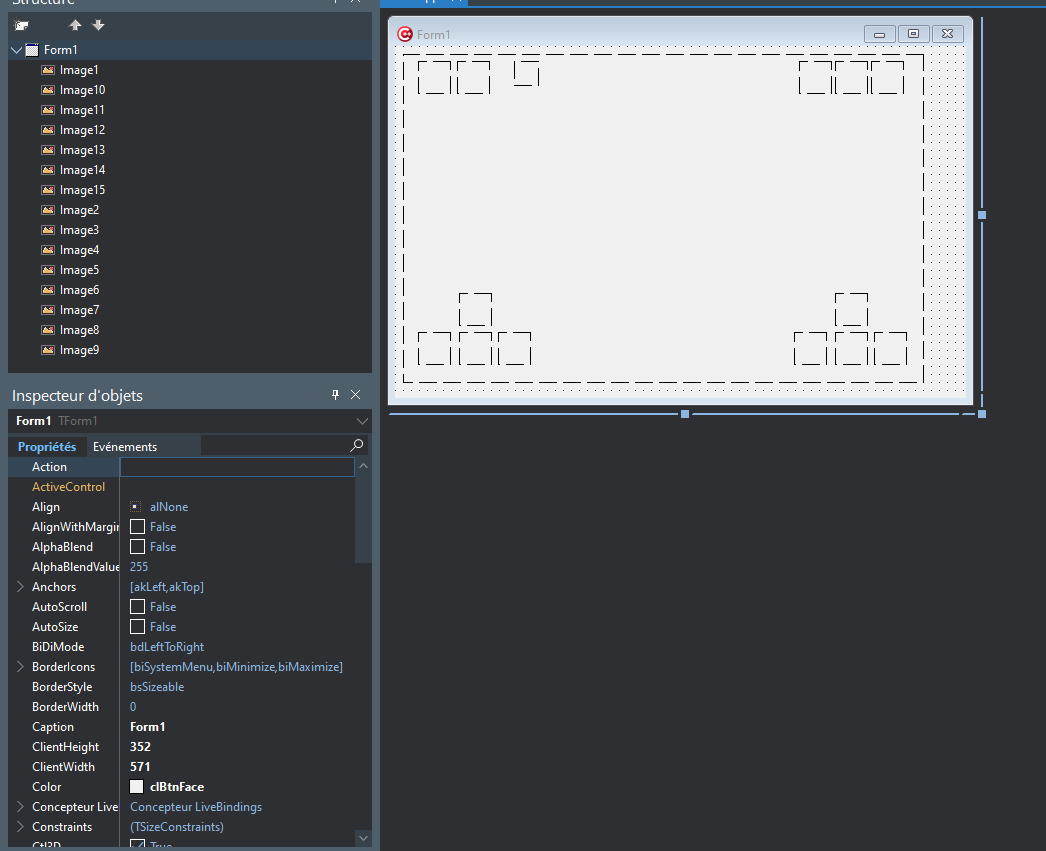 Structure
Form1
Image1
Image10
Image11
Image12
Image13
Image14
Image15
Image2
Image3
Image4
Image5
Image6
Image7
Image8
Image9
Inspecteur d'objets
Form1 TForm1
Propriétés Evénements
Action
ActiveControl
Align alNone
AlignWithMargin False
AlphaBlend False
AlphaBlendValue 255
Anchors [akLeft,akTop]
AutoScroll False
AutoSize False
BiDiMode bdLeftToRight
BorderIcons [biSystemMenu,biMinimize,biMaximize]
BorderStyle bsSizeable
BorderWidth 0
Caption Form1
ClientHeight 352
ClientWidth 571
Color clBtnFace
Concepteur Live Concepteur LiveBindings
Constraints (TSizeConstraints)
Ctl3D True
Form1